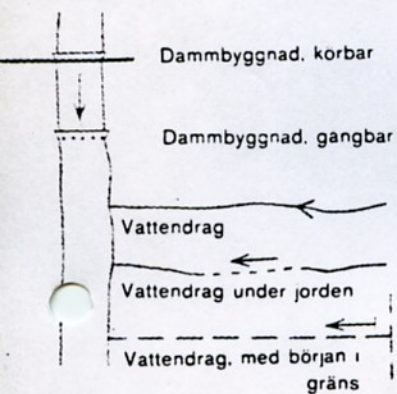 Dammbyggnad, körbar
Dammbyggnad, gångbar
Vattendrag
Vattendrag under jorden
Vattendrag, med början i
gräns